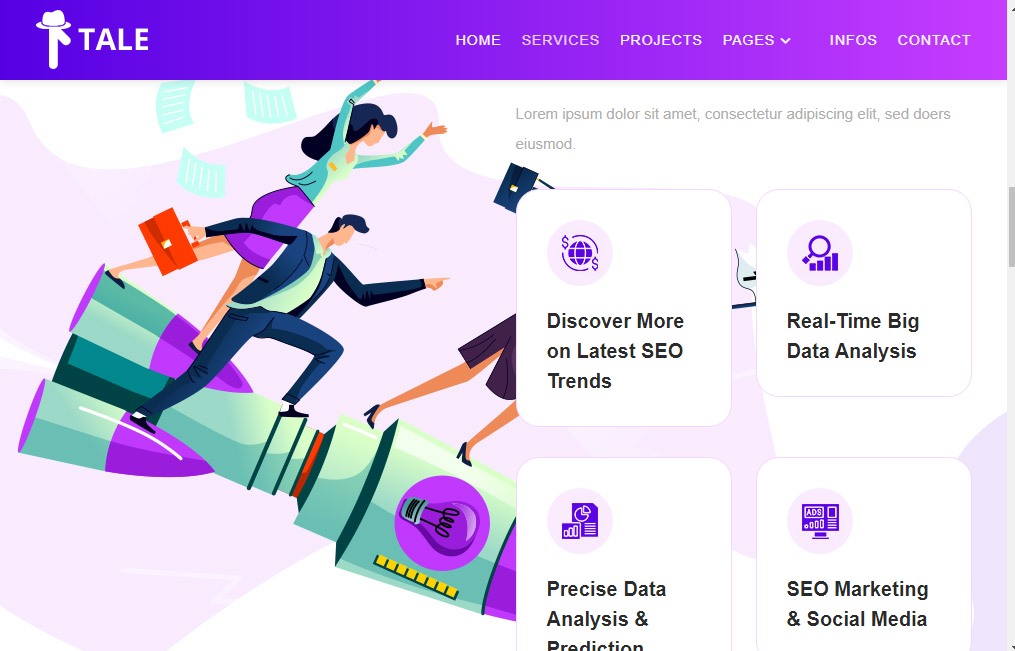 TALE
HOME SERVICES PROJECTS PAGES INFOS CONTACT
Lorem ipsum dolor sit amet, consectetur adipiscing elit, sed doers
eiusmod.
Discover More
on Latest SEO
Trends
Real-Time Big
Data Analysis
ADS
Precise Data
Analysis &
Prediction
SEO Marketing
& Social Media